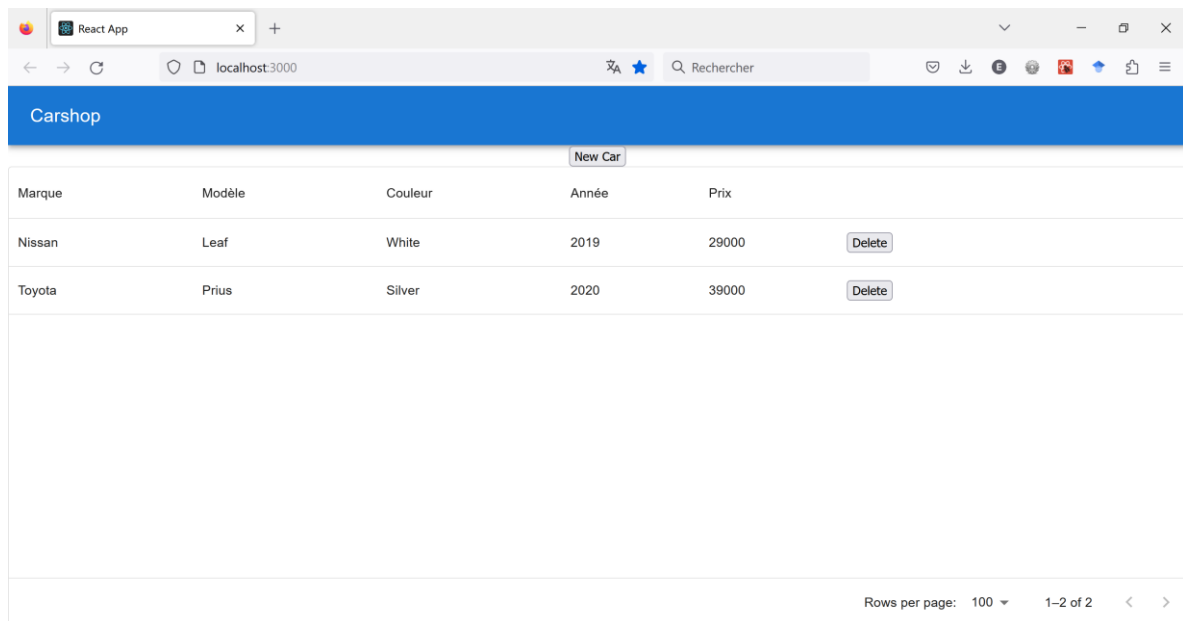 React App
localhost:3000
Rechercher
Carshop
New Car
Marque Modèle Couleur Année Prix
Nissan Leaf White 2019 29000 Delete
Toyota Prius Silver 2020 39000 Delete
Rows per page: 100 1–2 of 2